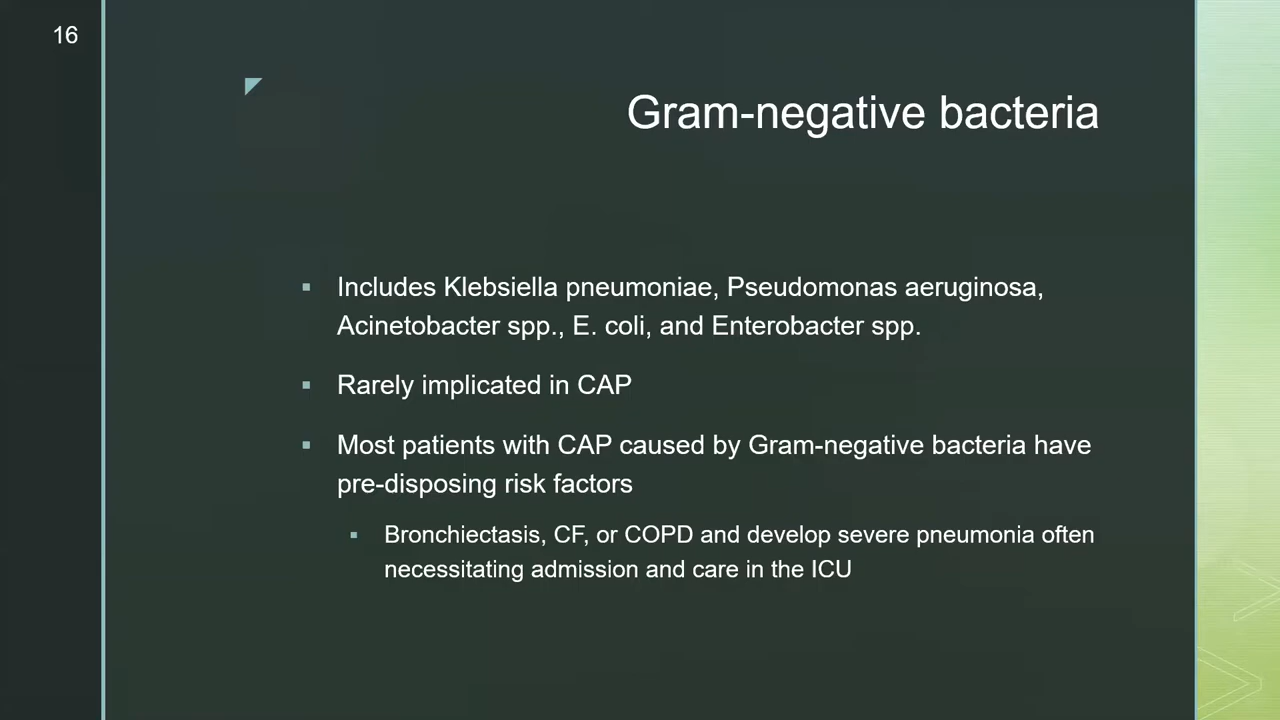 16
Gram-negative bacteria
▪ Includes Klebsiella pneumoniae, Pseudomonas aeruginosa,
Acinetobacter spp., E. coli, and Enterobacter spp.
▪ Rarely implicated in CAP
▪ Most patients with CAP caused by Gram-negative bacteria have
pre-disposing risk factors
▪ Bronchiectasis, CF, or COPD and develop severe pneumonia often
necessitating admission and care in the ICU